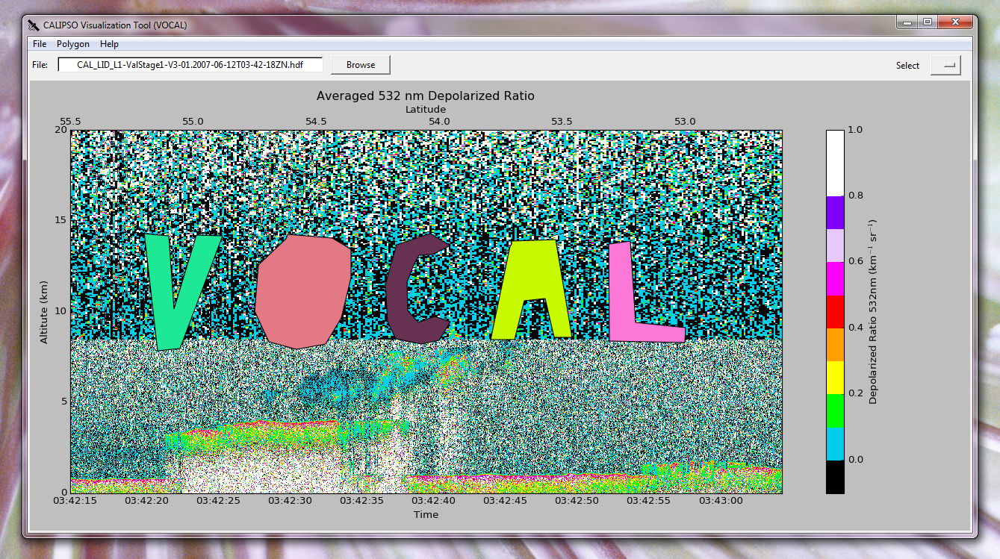 CALIPSO Visualization Tool (VOCAL)
File Polygon Help
File: CAL_LID_L1-ValStage1-V3-01.2007-06-12T03-42-18ZN.hdf Browse Select
Averaged 532 nm Depolarized Ratio
Latitude
55.5 55.0 54.5 54.0 53.5 53.0
20
15
10
5
0
Altitute (km)
VOCAL
03:42:15 03:42:20 03:42:25 03:42:30 03:42:35 03:42:40 03:42:45 03:42:50 03:42:55 03:43:00
Time
1.0
0.8
0.6
0.4
0.2
0.0
Depolarized Ratio 532nm (km⁻¹ sr⁻¹)